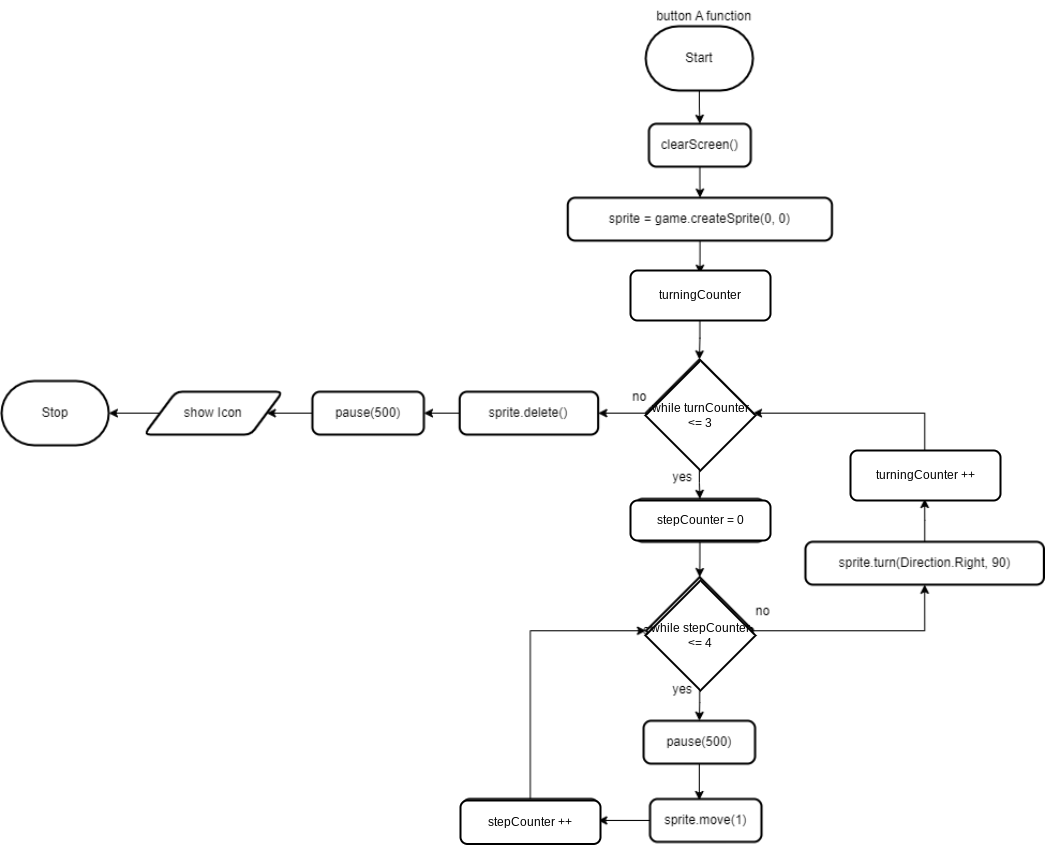 button A function
Start
clearScreen()
sprite = game.createSprite(0, 0)
turningCounter
while turnCounter
<= 3
no
sprite.delete()
pause(500)
show Icon
Stop
yes
stepCounter = 0
while stepCounter
<= 4
no
sprite.turn(Direction.Right, 90)
turningCounter ++
yes
pause(500)
sprite.move(1)
stepCounter ++